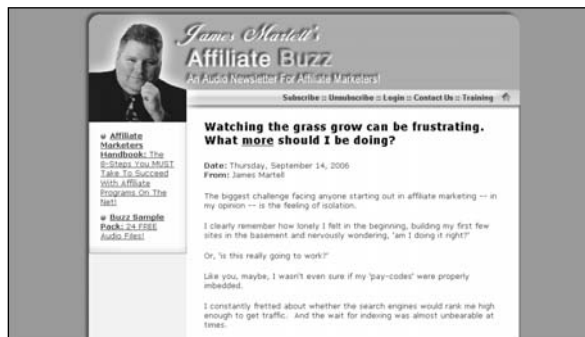 James Martell's
Affiliate Buzz
An Audio Newsletter For Affiliate Marketers!
Subscribe :: Unsubscribe :: Login :: Contact Us :: Training
Affiliate
Marketers
Handbook: The
8-Steps You MUST
Take To Succeed
With Affiliate
Programs On The
Net!
Buzz Sample
Pack: 24 FREE
Audio Files!
Watching the grass grow can be frustrating.
What more should I be doing?
Date: Thursday, September 14, 2006
From: James Martell
The biggest challenge facing anyone starting out in affiliate marketing -- in
my opinion -- is the feeling of isolation.
I clearly remember how lonely I felt in the beginning, building my first few
sites in the basement and nervously wondering, 'am I doing it right?'
Or, 'is this really going to work?'
Like you, maybe, I wasn't even sure if my 'pay-codes' were properly
imbedded.
I constantly fretted about whether the search engines would rank me high
enough to get traffic. And the wait for indexing was almost unbearable at
times.